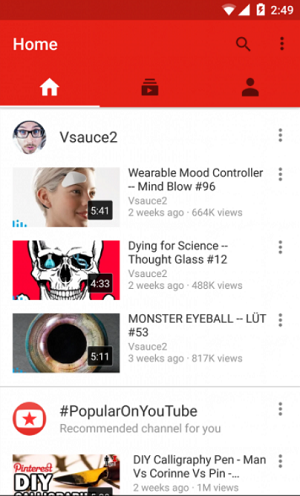 2:49
Home
Vsauce2
Wearable Mood Controller
-- Mind Blow #96
Vsauce2
2 weeks ago · 664K views
5:41
Dying for Science --
Thought Glass #12
Vsauce2
2 weeks ago · 488K views
4:33
MONSTER EYEBALL -- LÜT
#53
Vsauce2
3 weeks ago · 817K views
5:11
#PopularOnYouTube
Recommended channel for you
Pinterest
DIY
DIY Calligraphy Pen - Man
Vs Corinne Vs Pin -...
2 weeks ago · 1M views